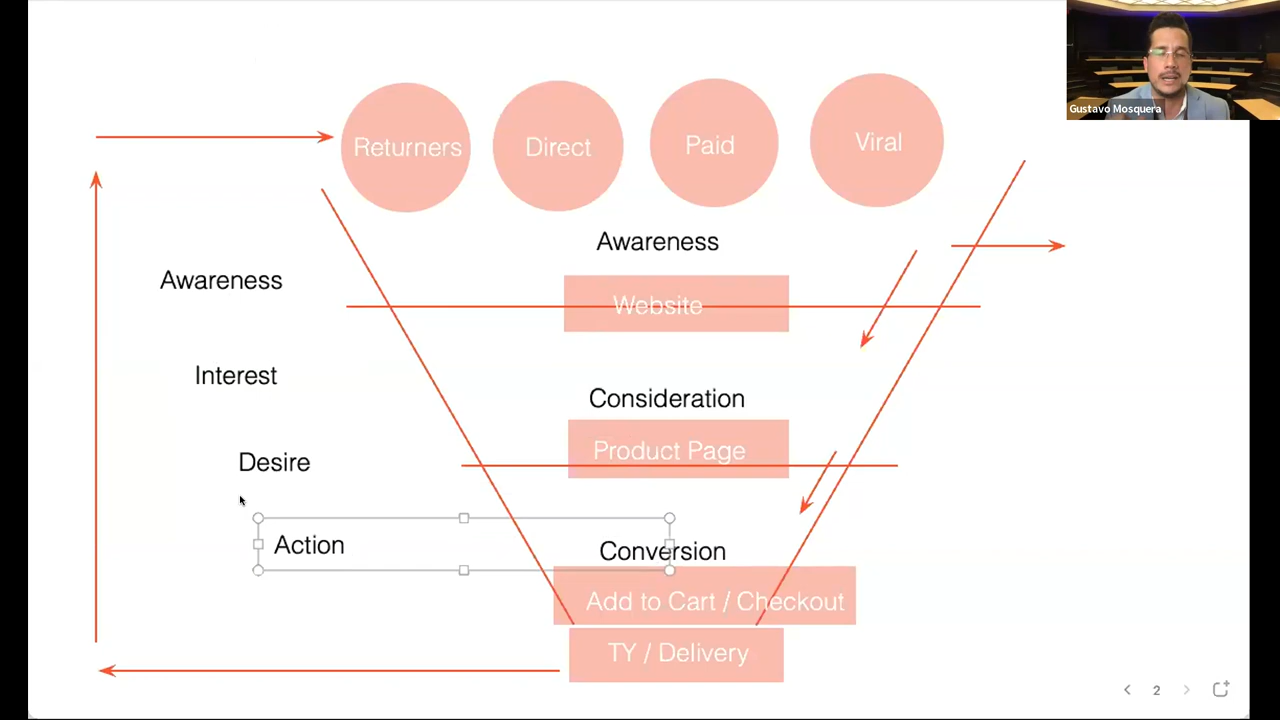 Gustavo Mosquera
Returners
Direct
Paid
Viral
Awareness
Awareness
Website
Interest
Consideration
Product Page
Desire
Action
Conversion
Add to Cart / Checkout
TY / Delivery
2